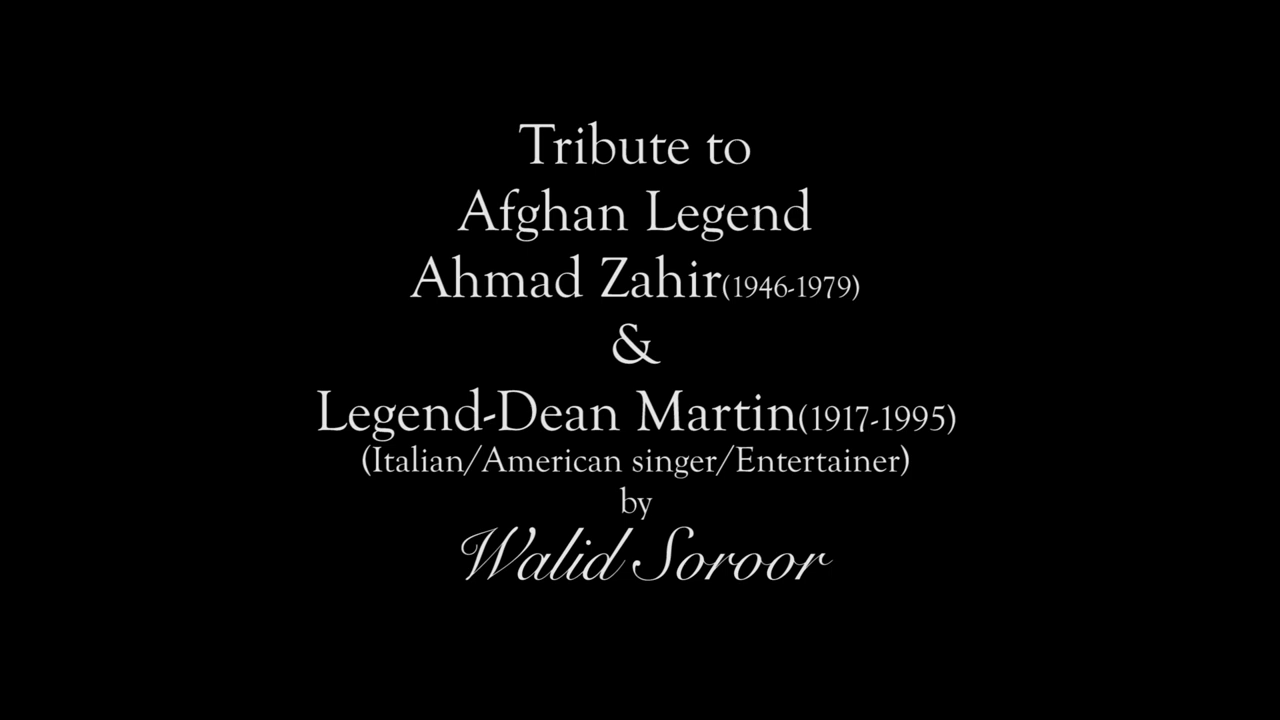 Tribute to
Afghan Legend
Ahmad Zahir(1946-1979)
&
Legend-Dean Martin(1917-1995)
(Italian/American singer/Entertainer)
by
Walid Soroor